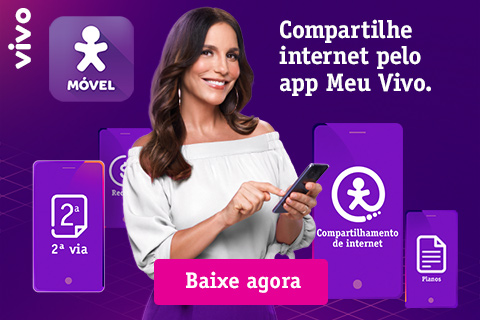 vivo
MÓVEL
Compartilhe
internet pelo
app Meu Vivo.
2ª
2ª via
$
Compartilhamento
de internet
Planos
Baixe agora